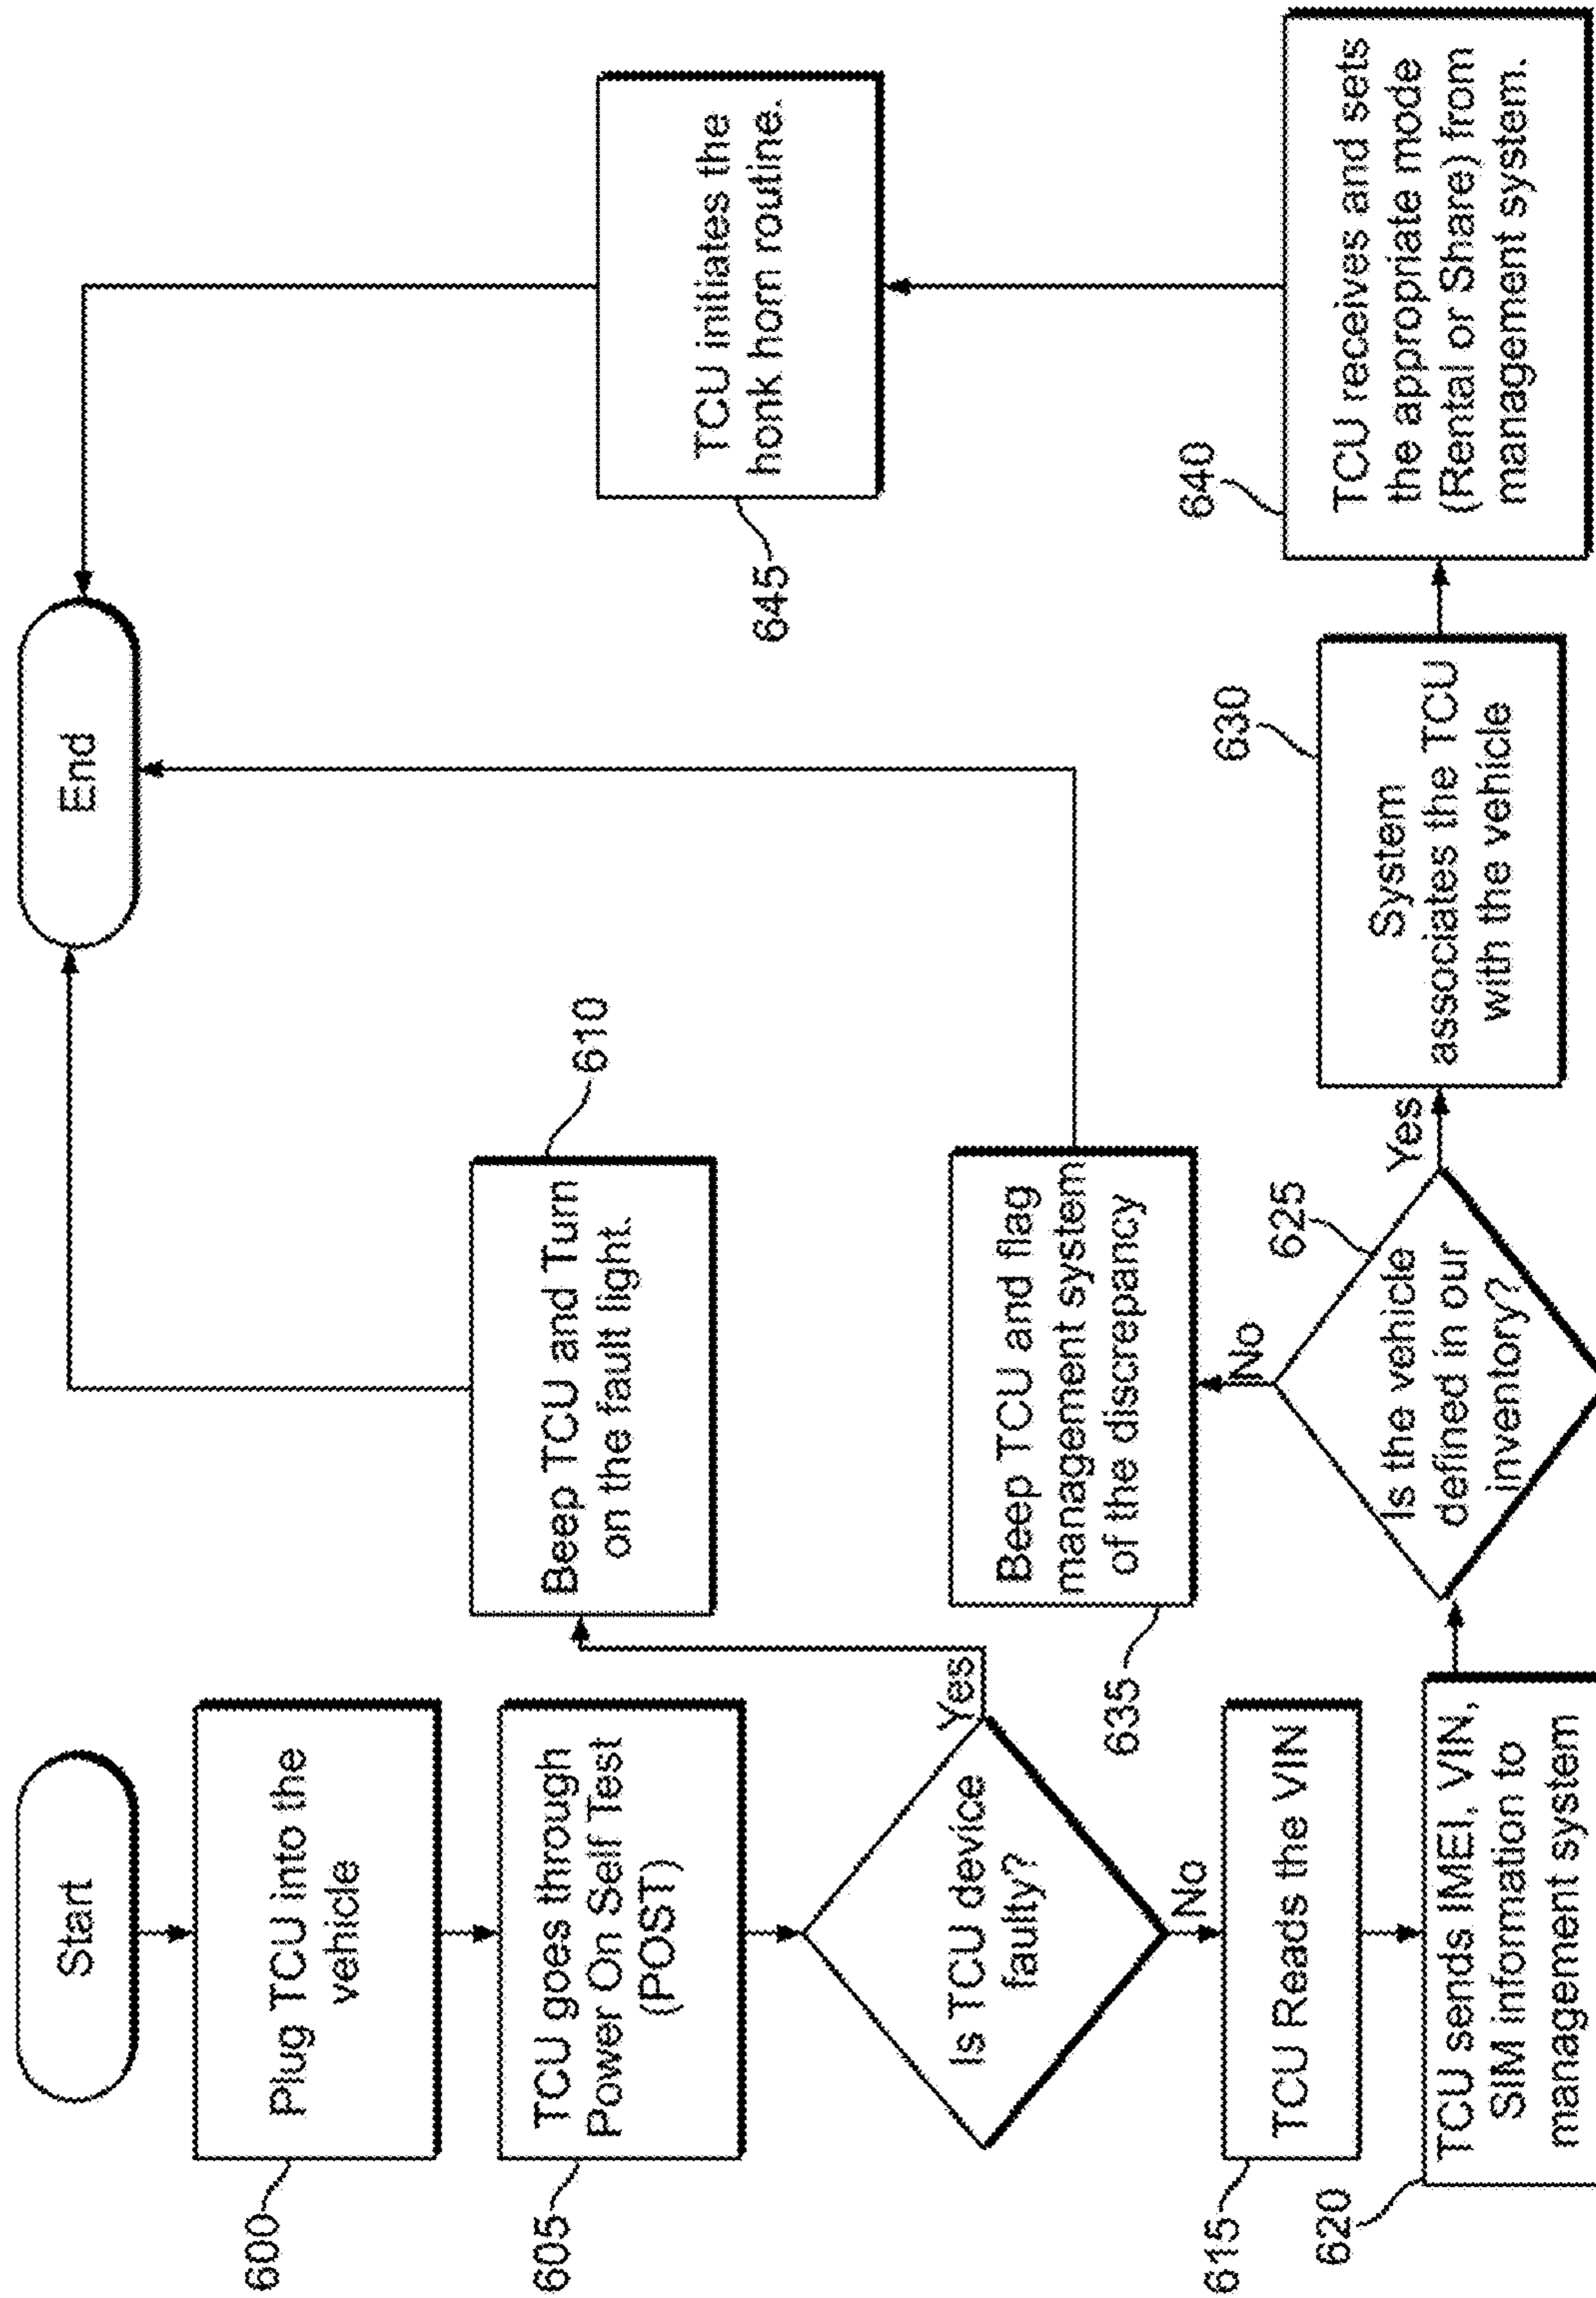 Start
600
Plug TCU into the
vehicle
605
TCU goes through
Power On Self Test
(POST)
Is TCU device
faulty?
Yes
No
610
Beep TCU and Turn
on the fault light.
615
TCU Reads the VIN
620
TCU sends IMEI, VIN,
SIM information to
management system
625
Is the vehicle
defined in our
inventory?
No
Yes
635
Beep TCU and flag
management system
of the discrepancy
630
System
associates the TCU
with the vehicle
640
TCU receives and sets
the appropriate mode
(Rental or Share) from
management system.
645
TCU initiates the
honk horn routine.
End